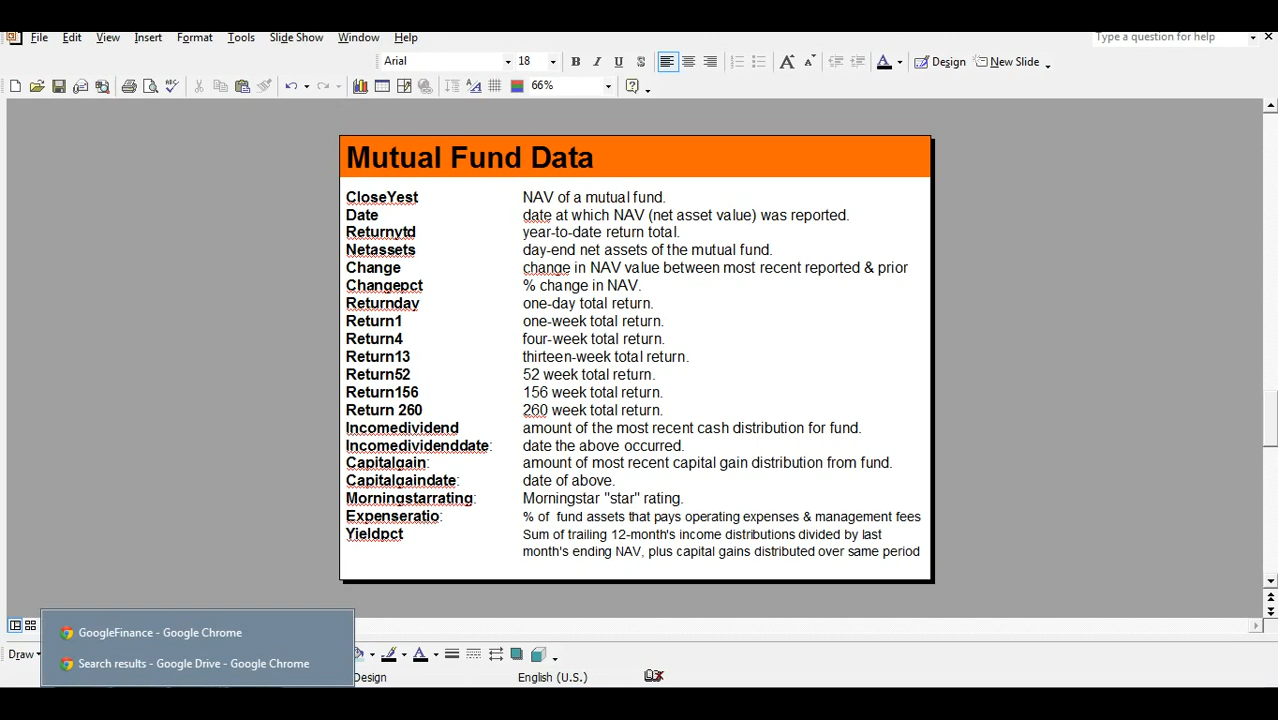 File Edit View Insert Format Tools Slide Show Window Help Type a question for help
Arial 18 B I U S A A A Design New Slide
66%
Mutual Fund Data
CloseYest NAV of a mutual fund.
Date date at which NAV (net asset value) was reported.
Returnytd year-to-date return total.
Netassets day-end net assets of the mutual fund.
Change change in NAV value between most recent reported & prior
Changepct % change in NAV.
Returnday one-day total return.
Return1 one-week total return.
Return4 four-week total return.
Return13 thirteen-week total return.
Return52 52 week total return.
Return156 156 week total return.
Return 260 260 week total return.
Incomedividend amount of the most recent cash distribution for fund.
Incomedividenddate: date the above occurred.
Capitalgain: amount of most recent capital gain distribution from fund.
Capitalgaindate: date of above.
Morningstarrating: Morningstar "star" rating.
Expenseratio: % of fund assets that pays operating expenses & management fees
Yieldpct Sum of trailing 12-month's income distributions divided by last
month's ending NAV, plus capital gains distributed over same period
GoogleFinance - Google Chrome
Draw A
Search results - Google Drive - Google Chrome
Design English (U.S.)